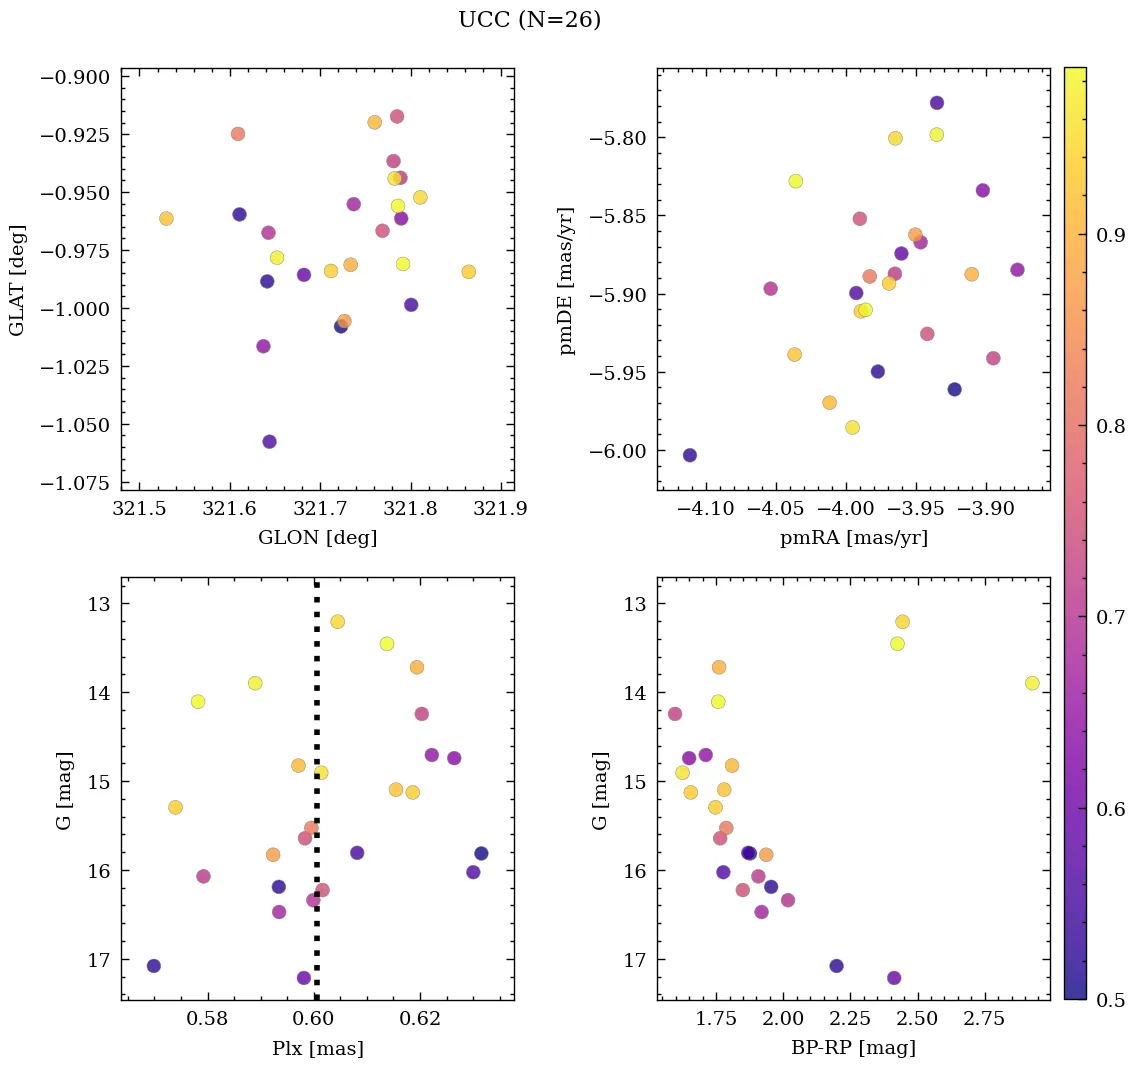 UCC (N=26)
−0.900
−0.925
−0.950
−0.975
−1.000
−1.025
−1.050
−1.075
GLAT [deg]
321.5 321.6 321.7 321.8 321.9
GLON [deg]
−5.80
−5.85
−5.90
−5.95
−6.00
pmDE [mas/yr]
−4.10 −4.05 −4.00 −3.95 −3.90
pmRA [mas/yr]
0.9
0.8
0.7
0.6
0.5
13
14
15
16
17
G [mag]
0.58 0.60 0.62
Plx [mas]
13
14
15
16
17
G [mag]
1.75 2.00 2.25 2.50 2.75
BP-RP [mag]